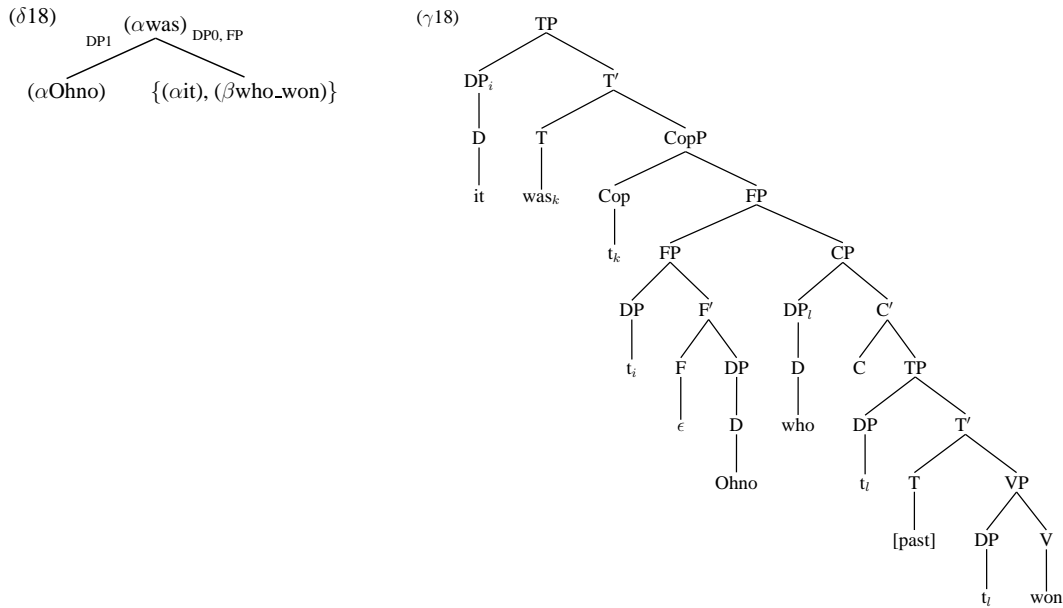 (δ18)
(αwas)
DP1
DP0, FP
(αOhno)
{(αit), (βwho_won)}
(γ18)
TP
DPᵢ T′
D T CopP
it wasₖ Cop FP
tₖ FP CP
DP F′ DPₗ C′
tᵢ F DP D C TP
ϵ D who DP T′
Ohno tₗ T VP
[past] DP V
tₗ won